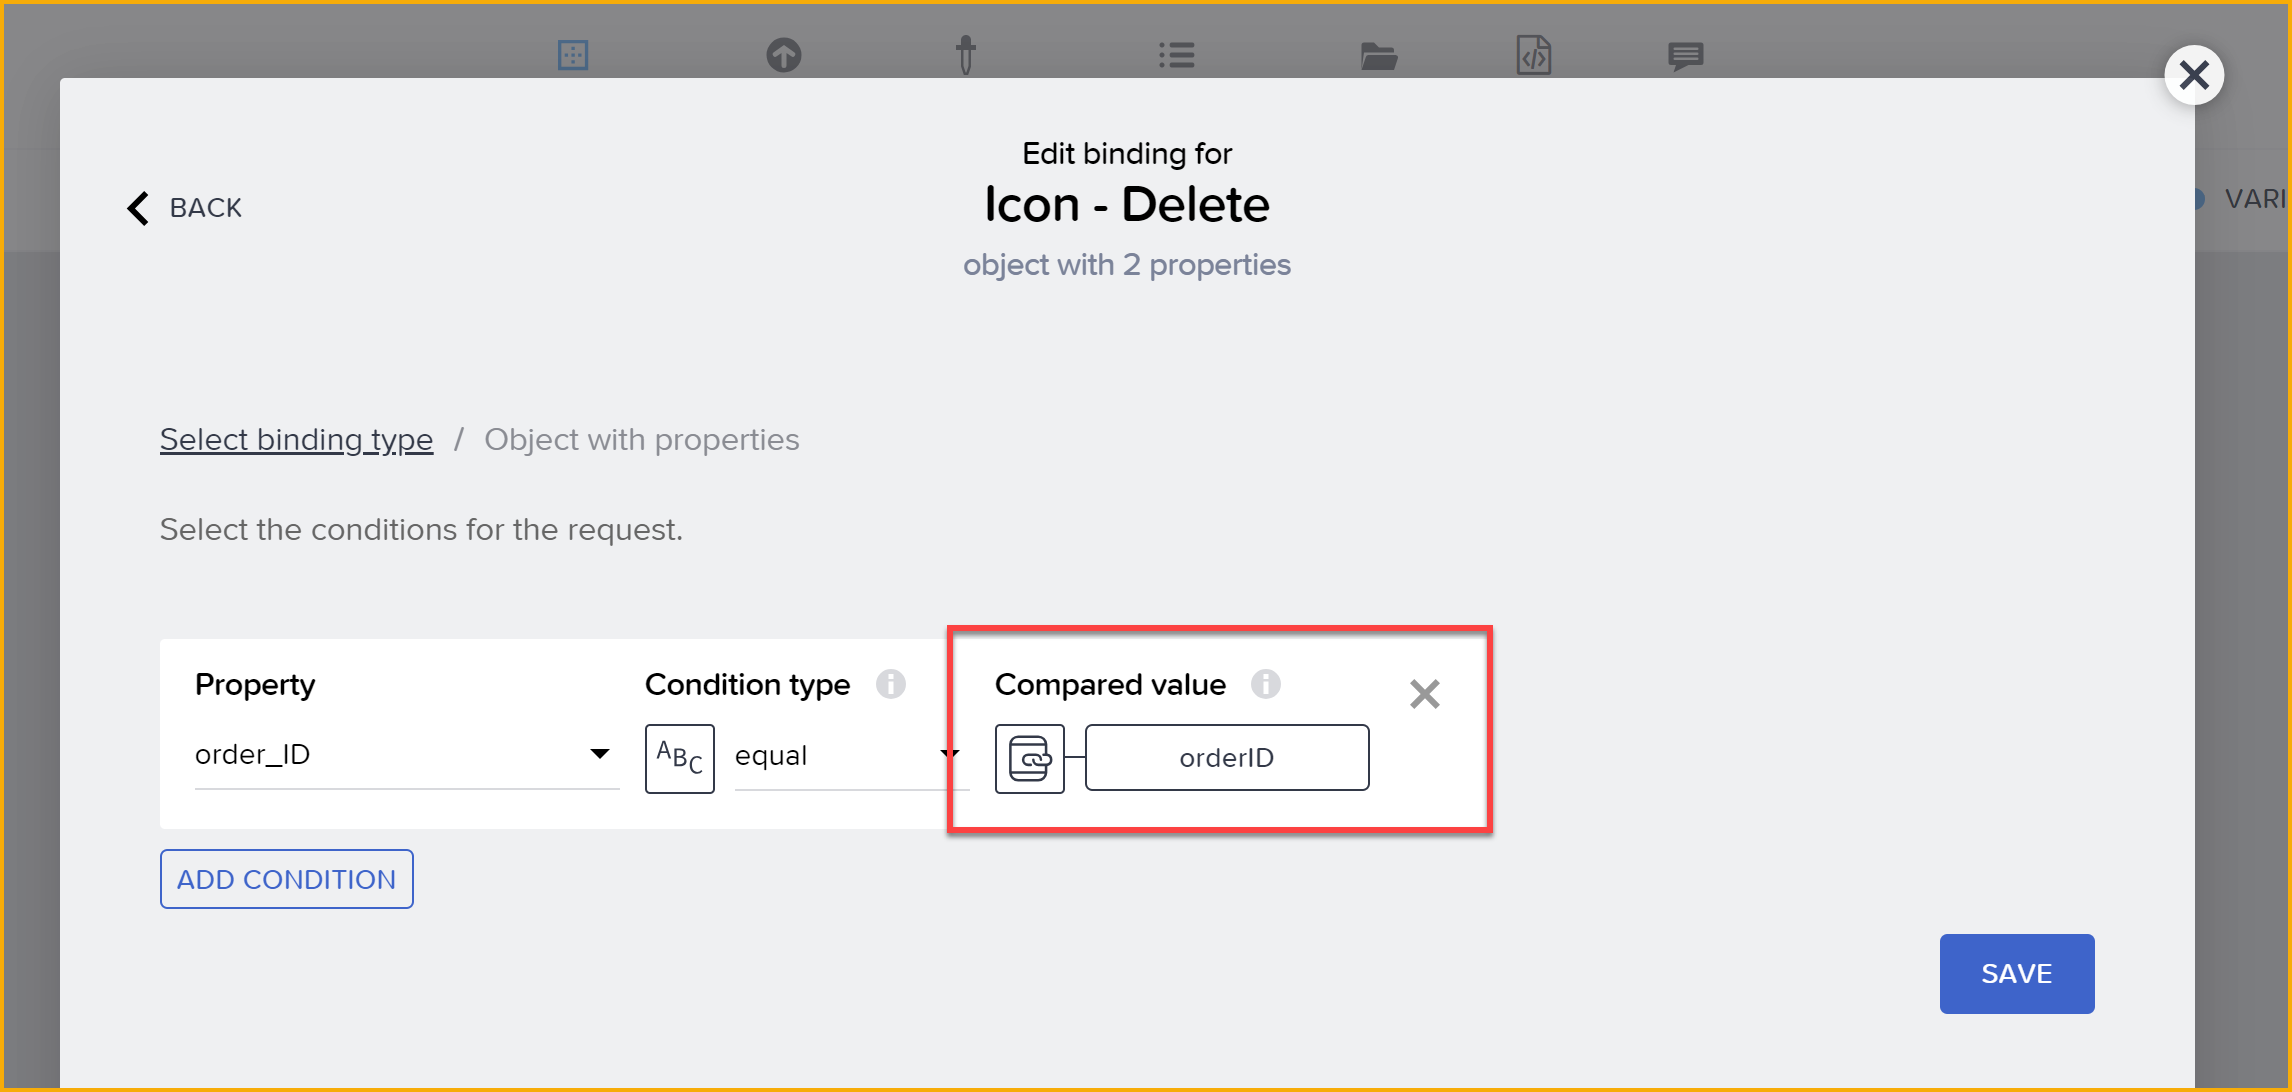 Edit binding for
BACK
Icon - Delete
VARI
object with 2 properties
Select binding type / Object with properties
Select the conditions for the request.
Property
Condition type
Compared value
order_ID
ABC
equal
orderID
ADD CONDITION
SAVE